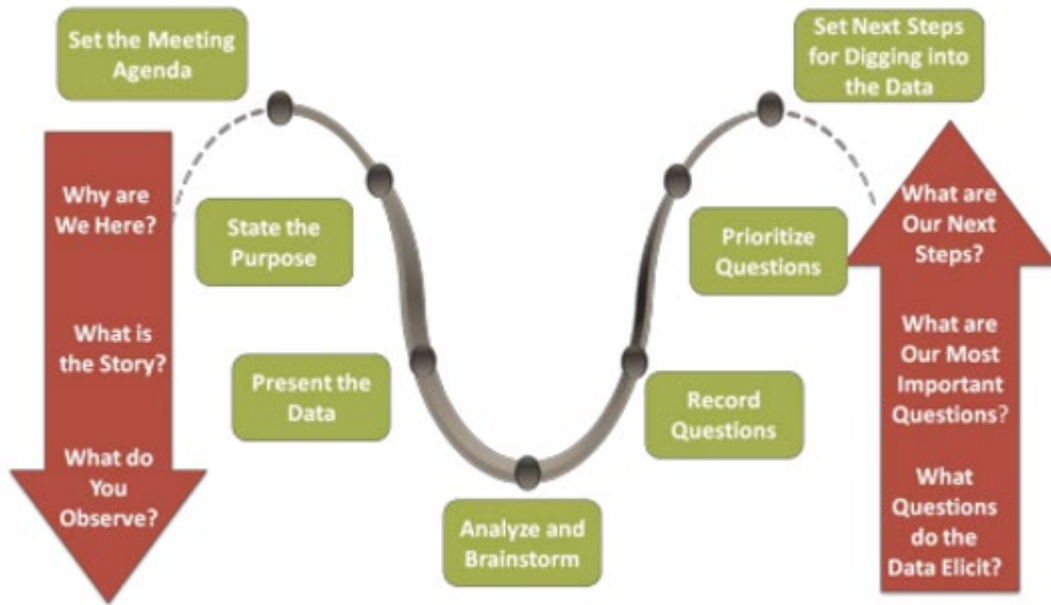 Set the Meeting
Agenda
Set Next Steps
for Digging into
the Data
Why are
We Here?
What is
the Story?
What do
You
Observe?
State the
Purpose
Present the
Data
Analyze and
Brainstorm
Record
Questions
Prioritize
Questions
What are
Our Next
Steps?
What are
Our Most
Important
Questions?
What
Questions
do the
Data Elicit?